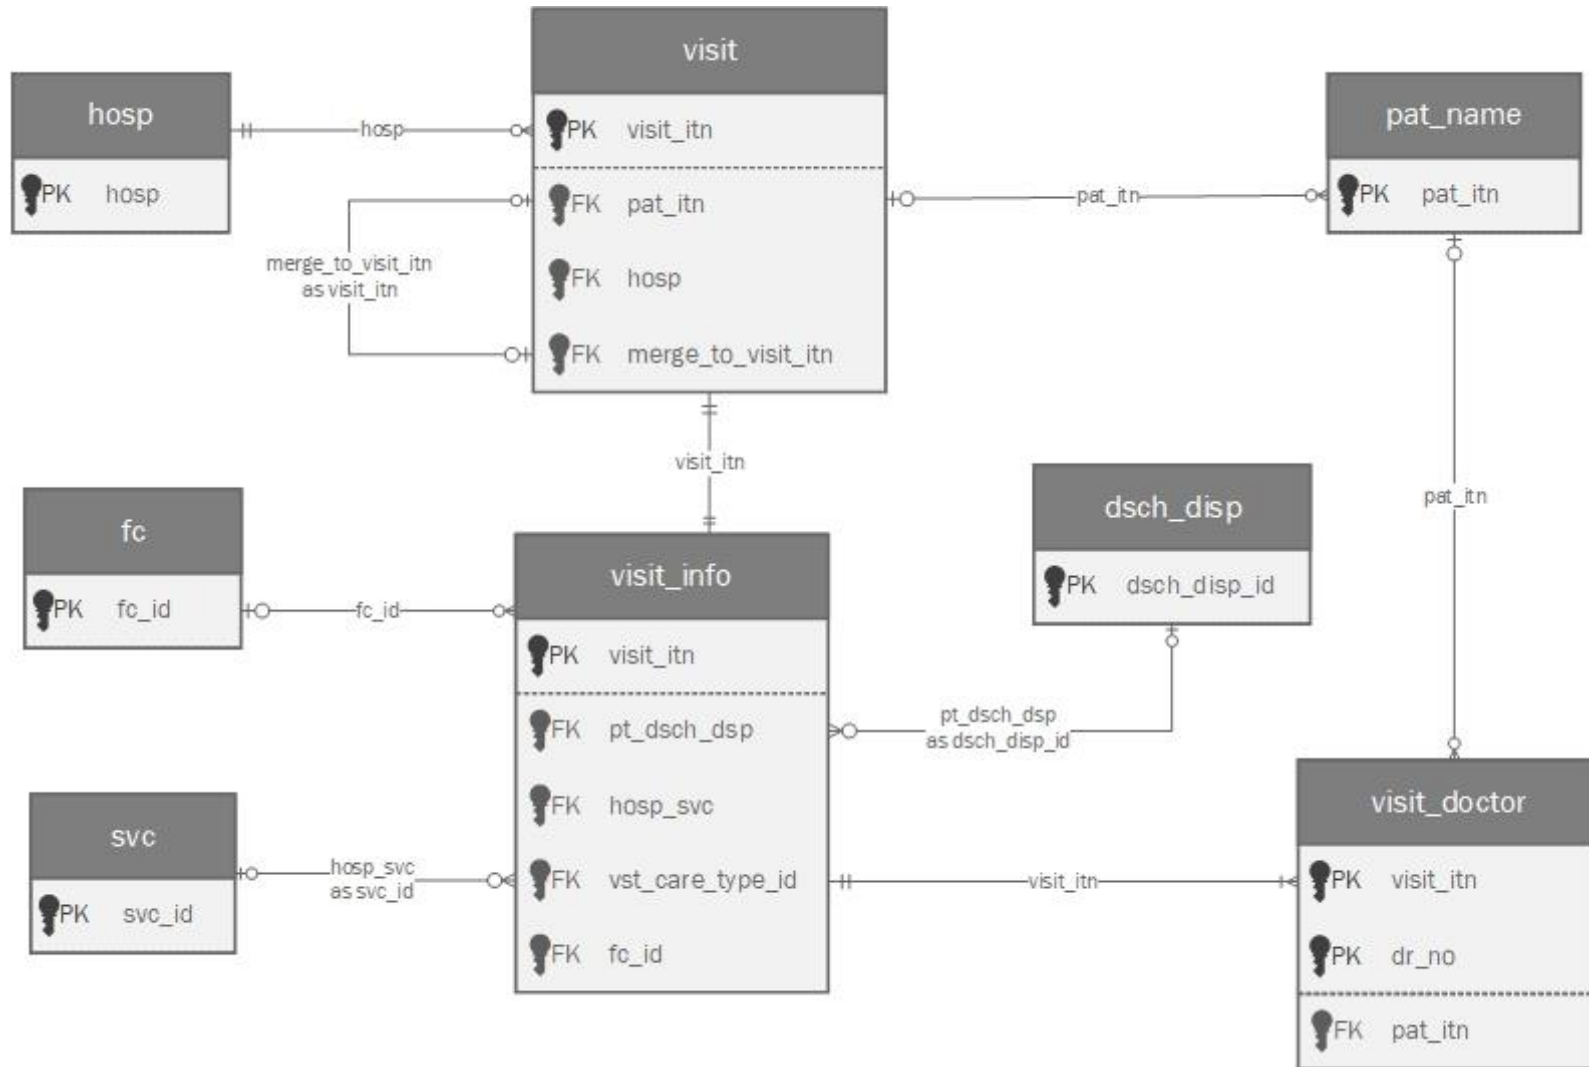 visit
hosp
PK visit_itn
PK hosp
hosp
FK pat_itn
FK hosp
FK merge_to_visit_itn
merge_to_visit_itn
as visit_itn
pat_itn
pat_name
PK pat_itn
visit_itn
pat_itn
fc
PK fc_id
fc_id
visit_info
PK visit_itn
FK pt_dsch_dsp
FK hosp_svc
FK vst_care_type_id
FK fc_id
dsch_disp
PK dsch_disp_id
pt_dsch_dsp
as dsch_disp_id
svc
PK svc_id
hosp_svc
as svc_id
visit_itn
visit_doctor
PK visit_itn
PK dr_no
FK pat_itn